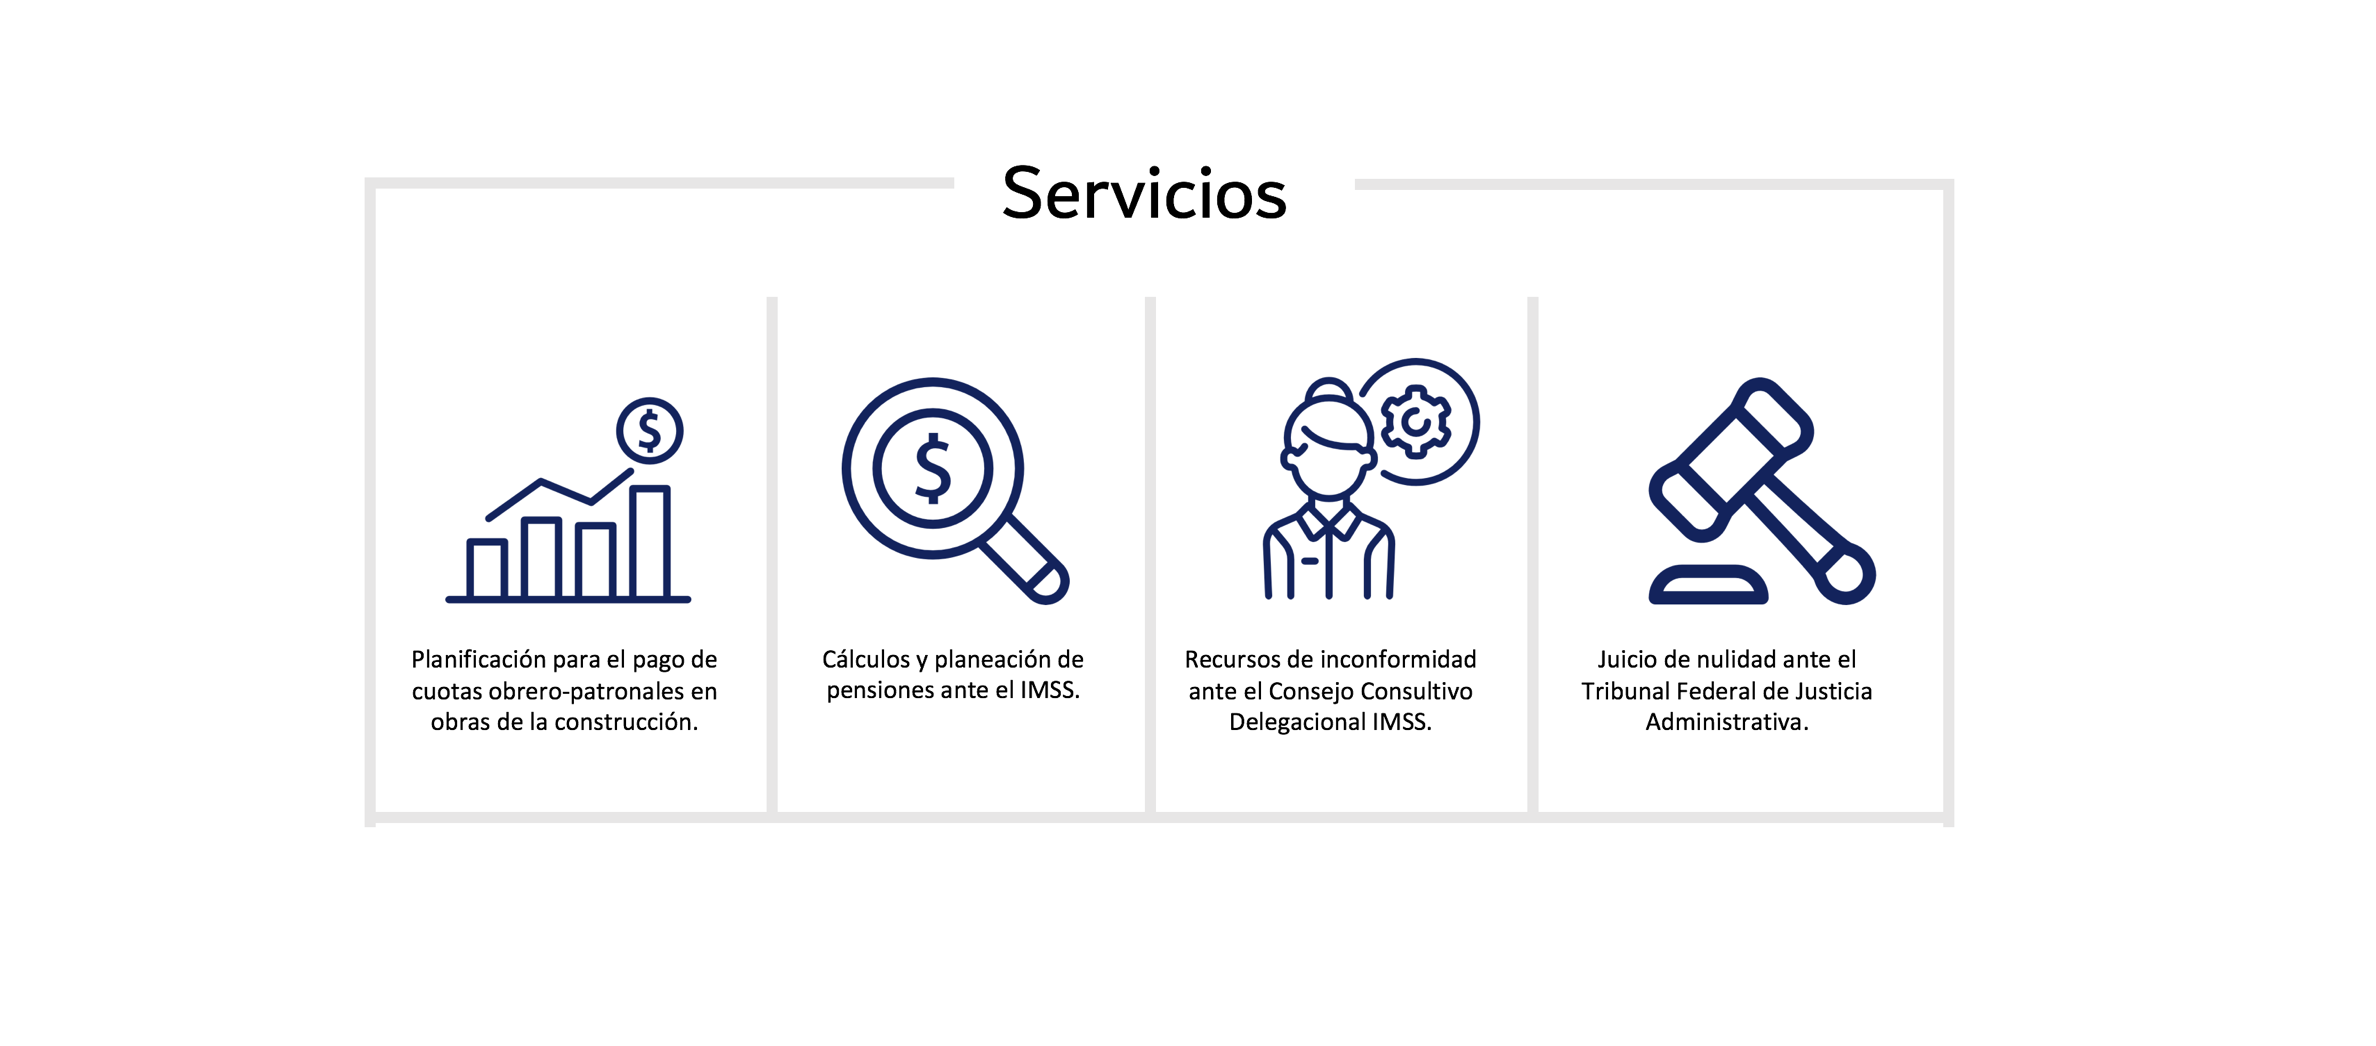 Servicios
Planificación para el pago de
cuotas obrero-patronales en
obras de la construcción.
Cálculos y planeación de
pensiones ante el IMSS.
Recursos de inconformidad
ante el Consejo Consultivo
Delegacional IMSS.
Juicio de nulidad ante el
Tribunal Federal de Justicia
Administrativa.